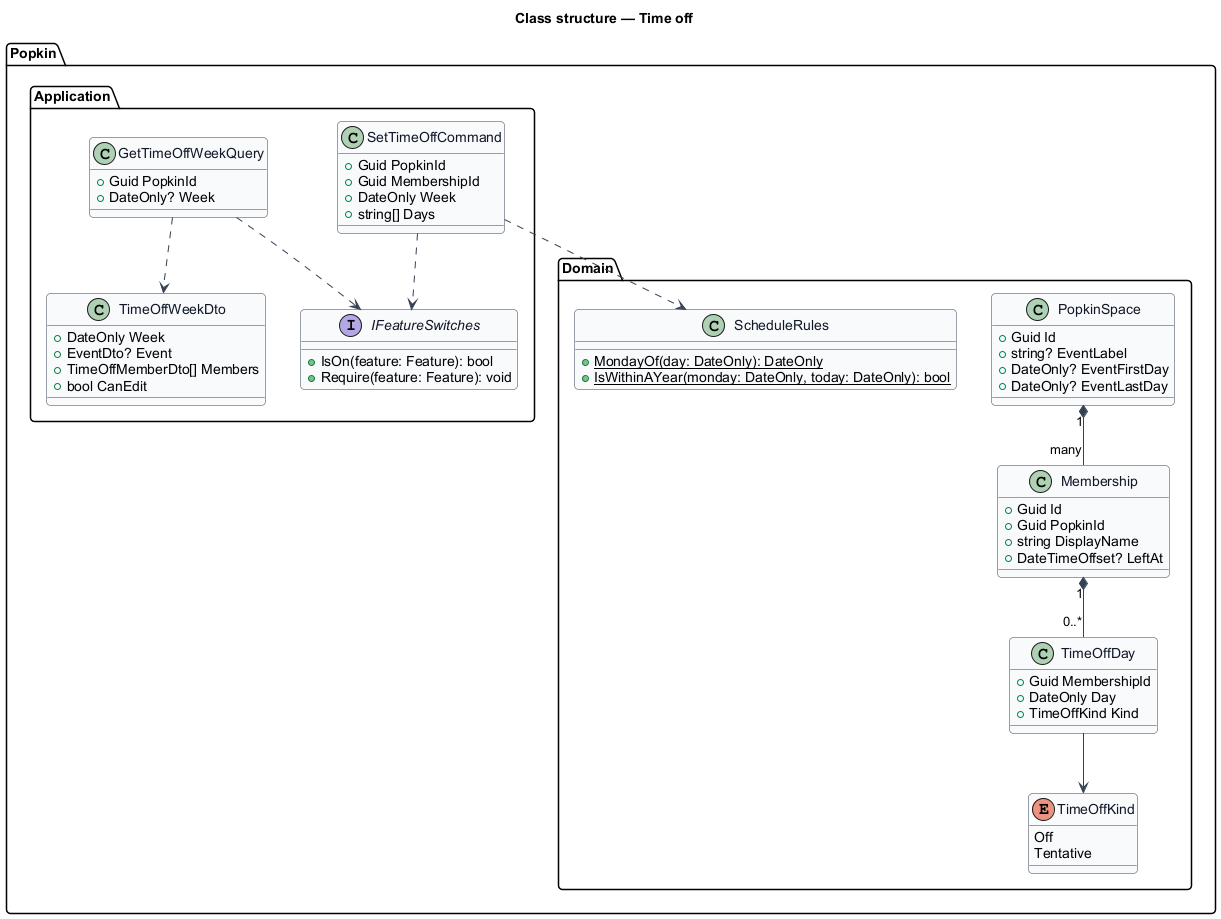 Class structure — Time off
Popkin
Application
GetTimeOffWeekQuery
Guid PopkinId
DateOnly? Week
SetTimeOffCommand
Guid PopkinId
Guid MembershipId
DateOnly Week
string[] Days
TimeOffWeekDto
DateOnly Week
EventDto? Event
TimeOffMemberDto[] Members
bool CanEdit
IFeatureSwitches
IsOn(feature: Feature): bool
Require(feature: Feature): void
Domain
ScheduleRules
MondayOf(day: DateOnly): DateOnly
IsWithinAYear(monday: DateOnly, today: DateOnly): bool
PopkinSpace
Guid Id
string? EventLabel
DateOnly? EventFirstDay
DateOnly? EventLastDay
1
many
Membership
Guid Id
Guid PopkinId
string DisplayName
DateTimeOffset? LeftAt
1
0..*
TimeOffDay
Guid MembershipId
DateOnly Day
TimeOffKind Kind
TimeOffKind
Off
Tentative